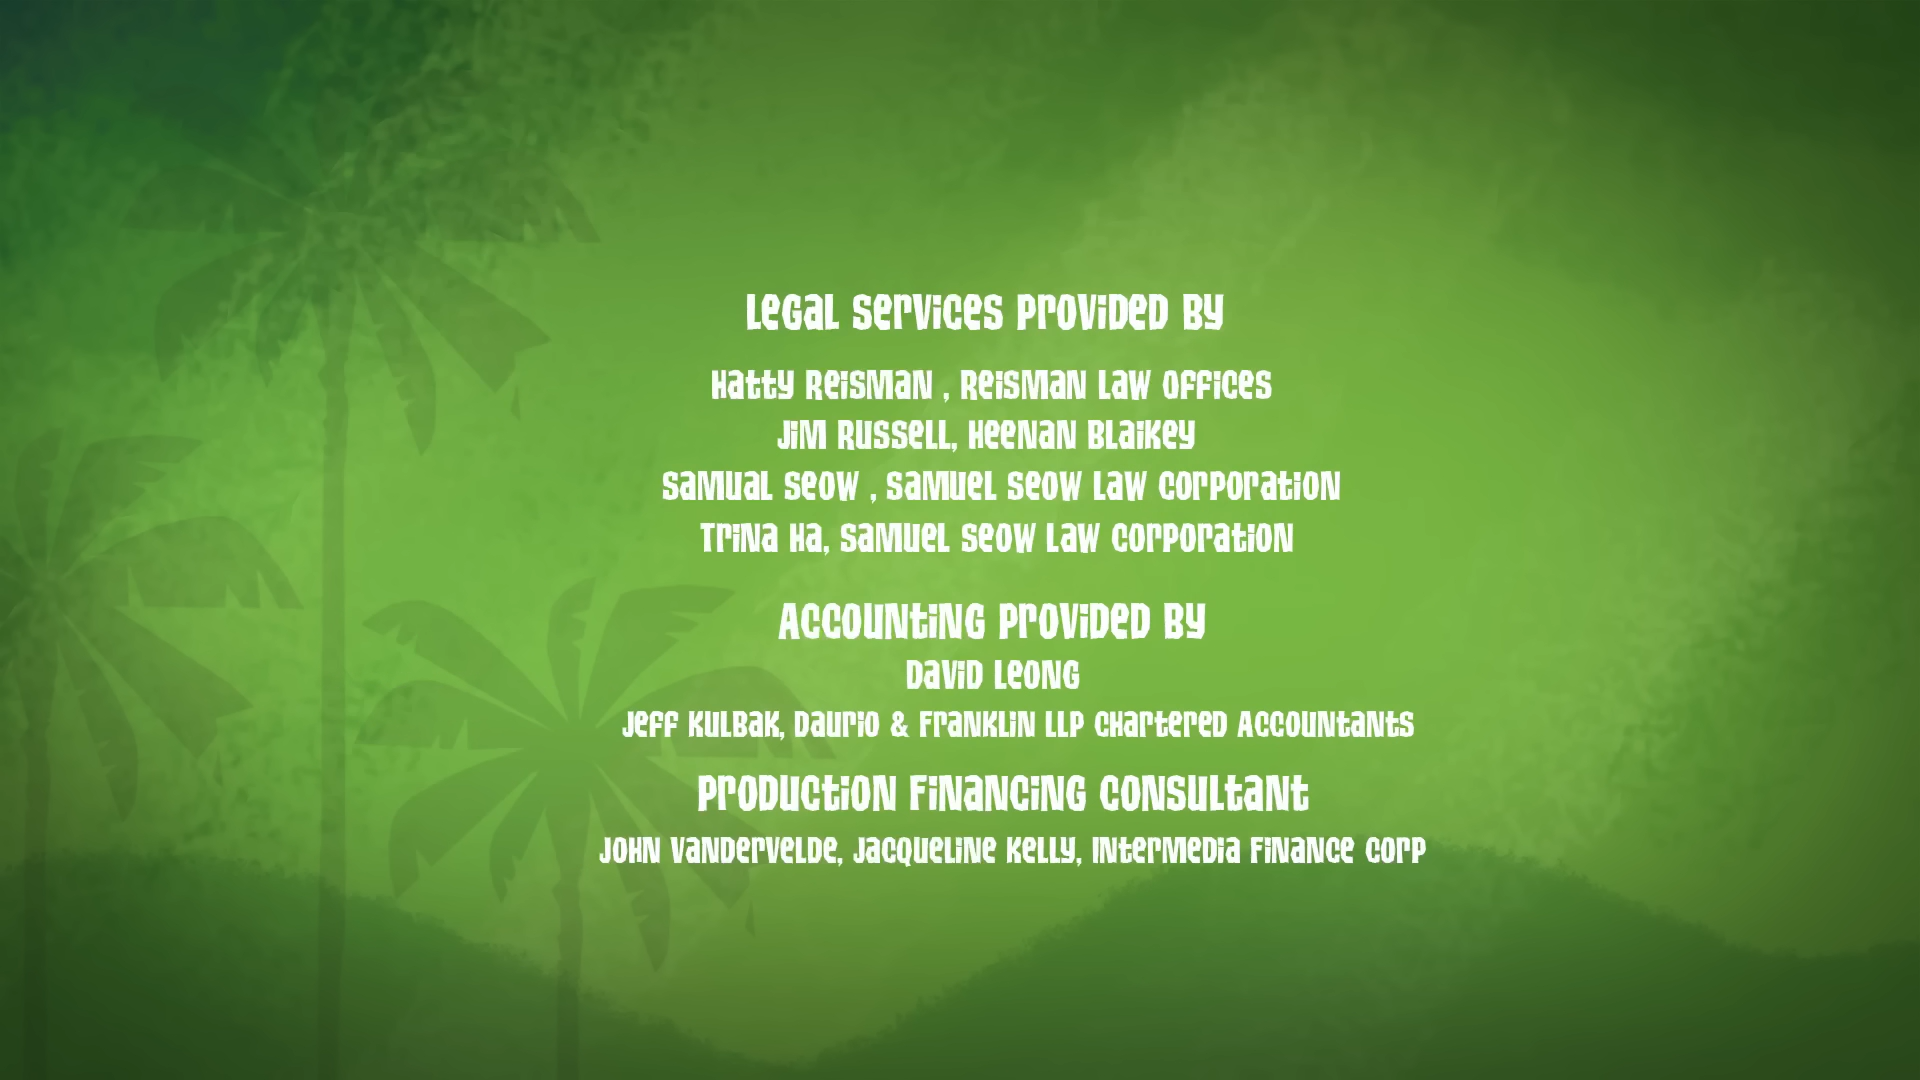 Legal Services Provided By
Hatty Reisman , Reisman Law Offices
Jim Russell, Heenan Blaikey
Samual Seow , Samuel Seow Law Corporation
Trina Ha, Samuel Seow Law Corporation
Accounting Provided By
David Leong
Jeff Kulbak, Daurio & Franklin LLP Chartered Accountants
Production Financing Consultant
John Vandervelde, Jacqueline Kelly, Intermedia Finance Corp